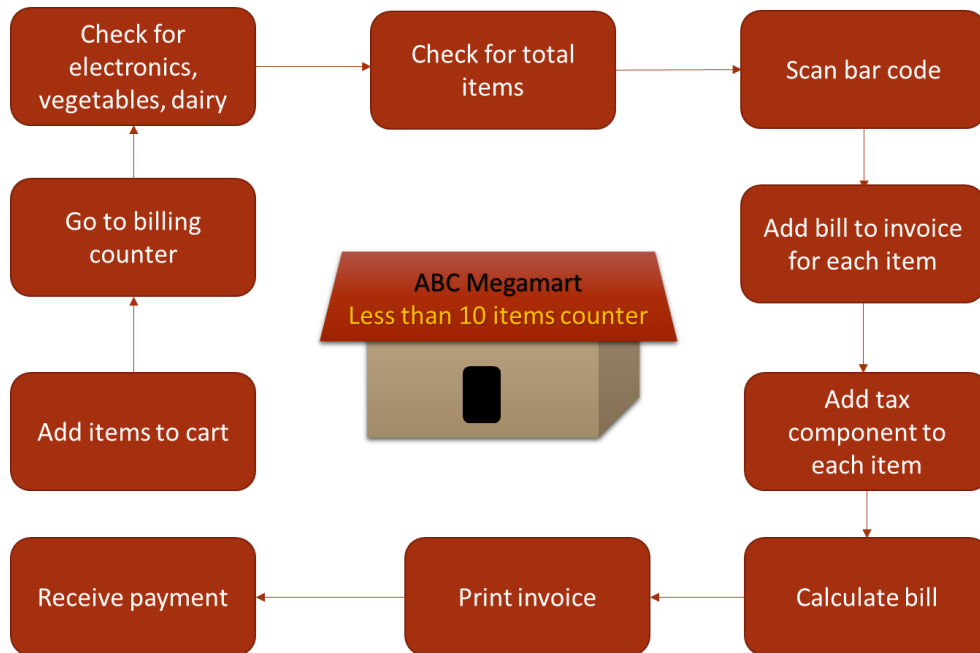 Check for
electronics,
vegetables, dairy
Check for total
items
Scan bar code
Go to billing
counter
Add bill to invoice
for each item
ABC Megamart
Less than 10 items counter
Add items to cart
Add tax
component to
each item
Receive payment
Print invoice
Calculate bill